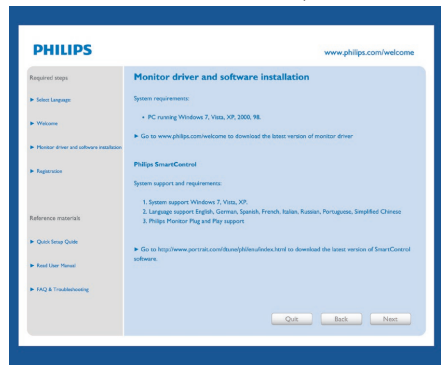 PHILIPS
www.philips.com/welcome
Required steps
Select Language
Welcome
Monitor driver and software installation
Registration
Reference materials
Quick Setup Guide
Read User Manual
FAQ & Troubleshooting
Monitor driver and software installation
System requirements:
• PC running Windows 7, Vista, XP, 2000, 98.
Go to www.philips.com/welcome to download the latest version of monitor driver
Philips SmartControl
System support and requirements:
1. System support Windows 7, Vista, XP.
2. Language support English, German, Spanish, French, Italian, Russian, Portuguese, Simplified Chinese
3. Philips Monitor Plug and Play support
Go to http://www.portrait.com/dtune/phl/enu/index.html to download the latest version of SmartControl
software.
Quit
Back
Next